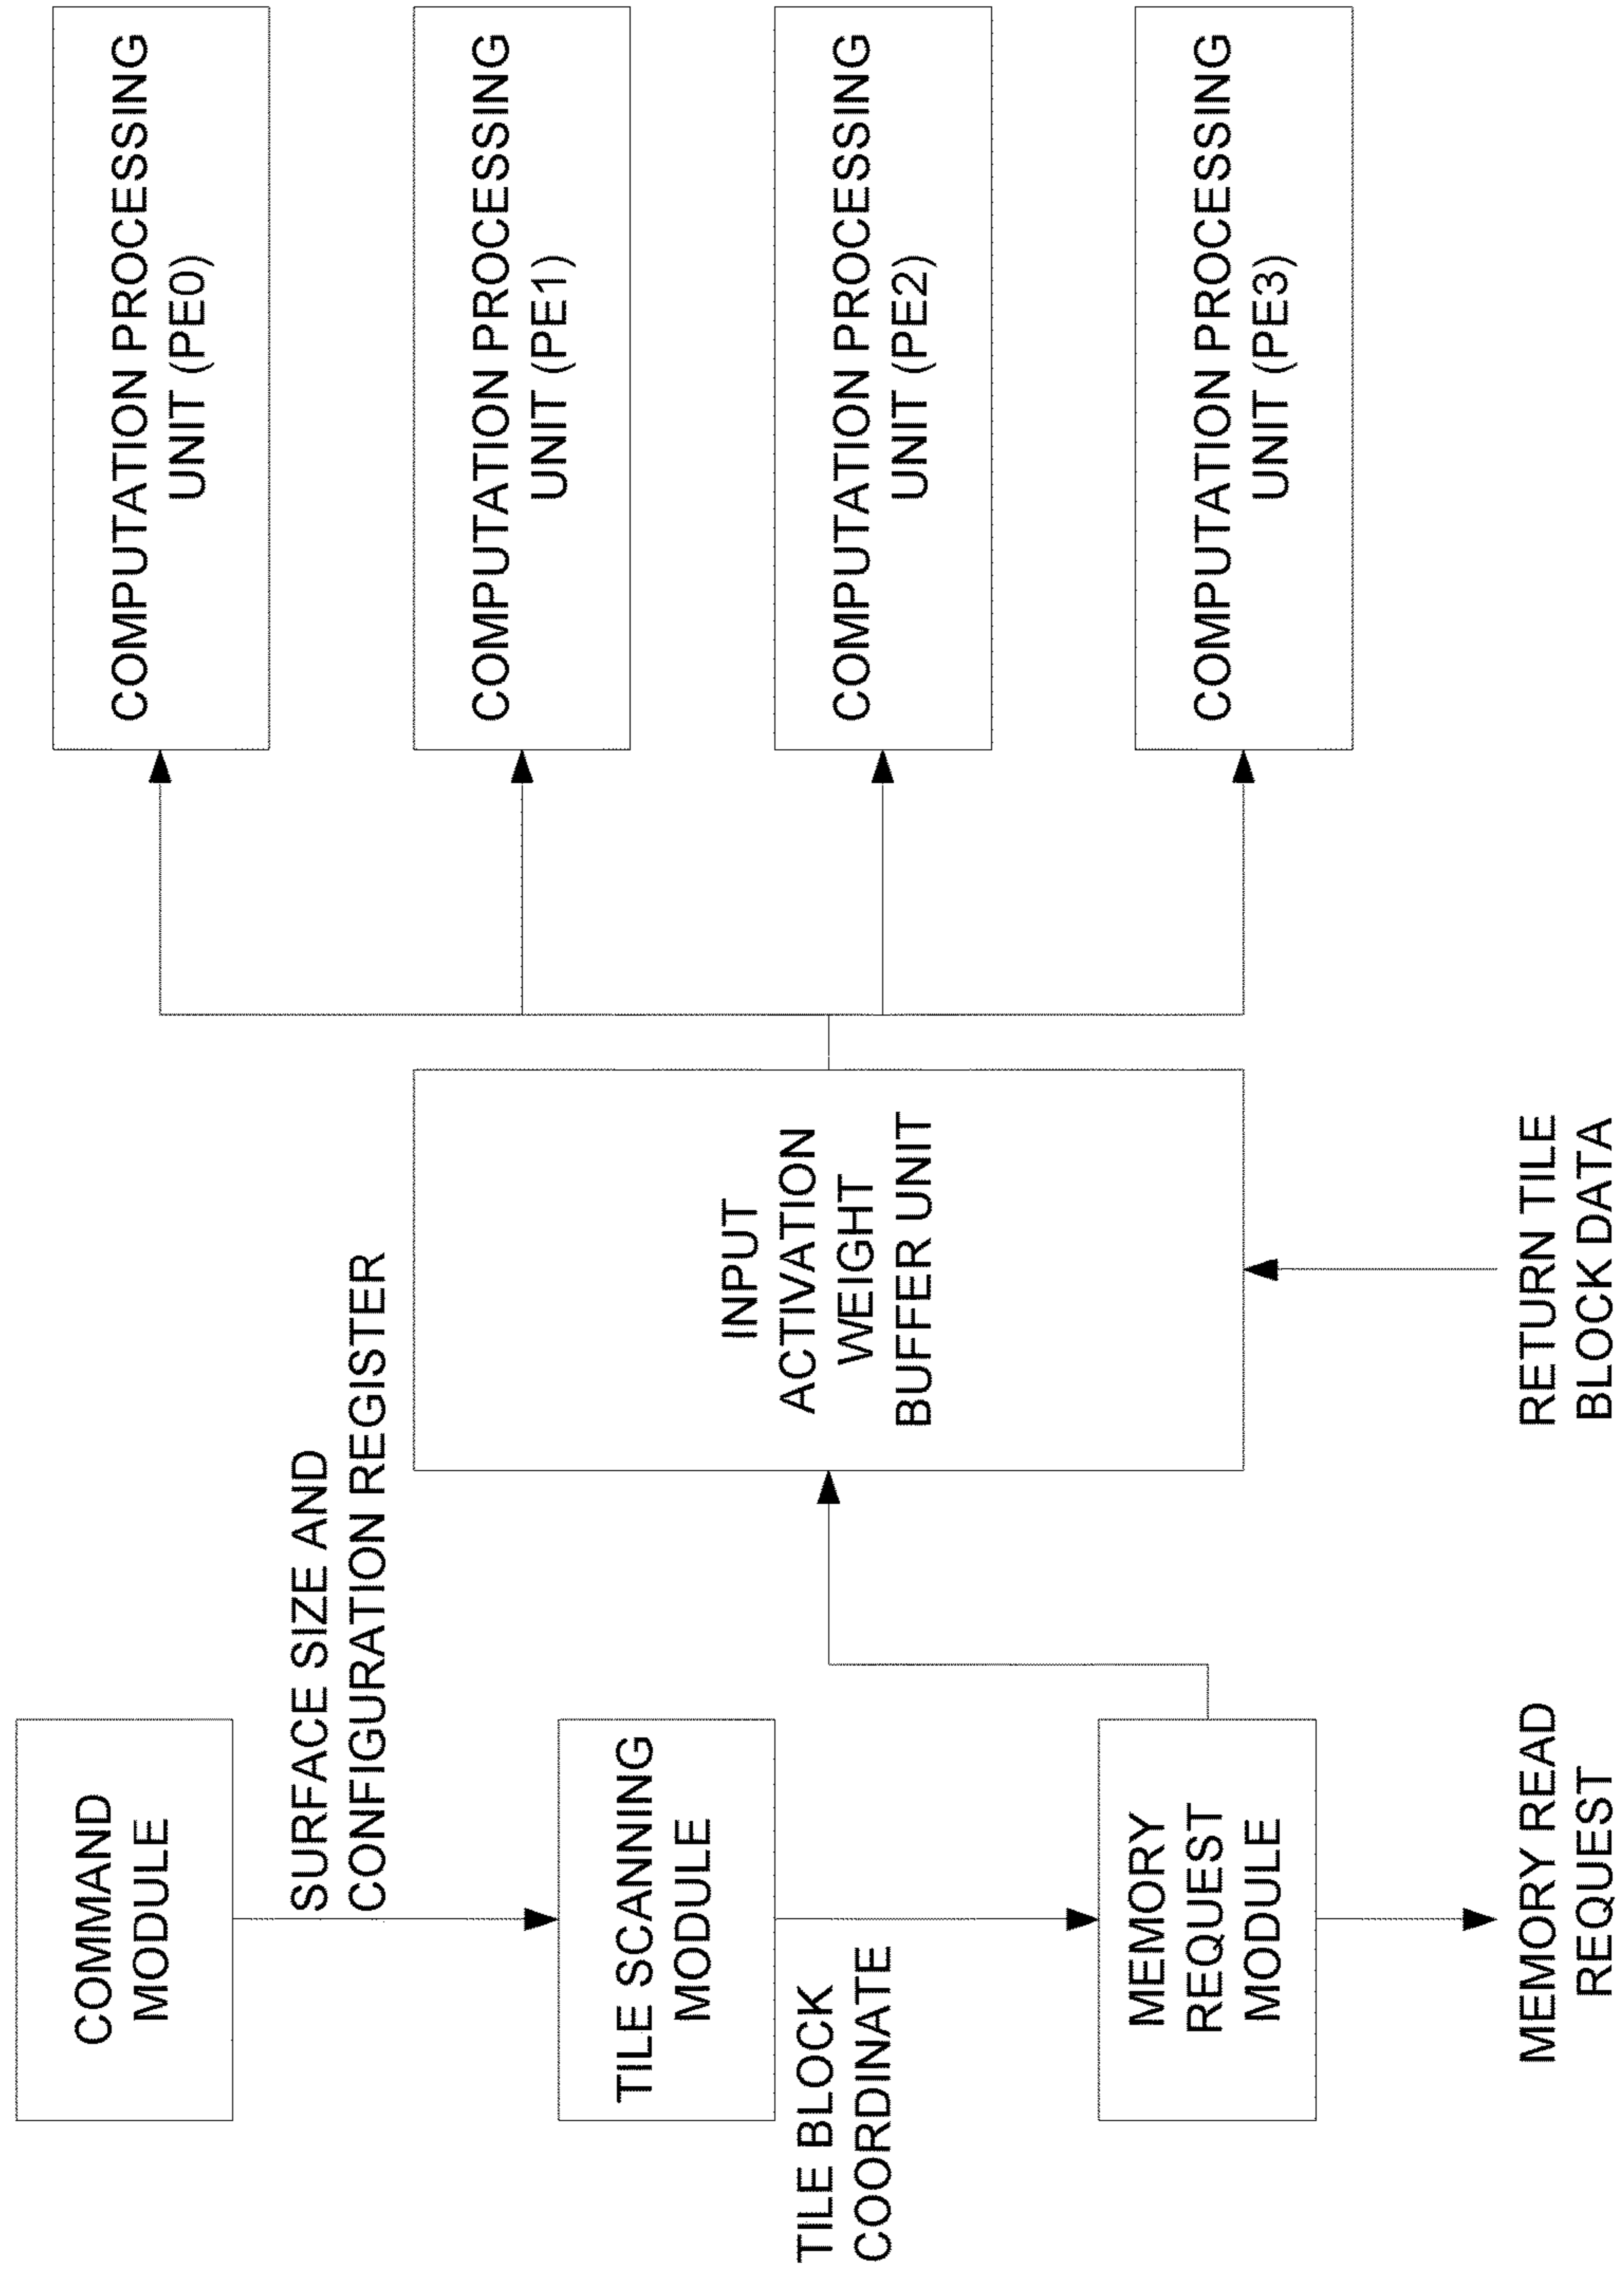 COMMAND
MODULE
SURFACE SIZE AND
CONFIGURATION REGISTER
TILE SCANNING
MODULE
TILE BLOCK
COORDINATE
MEMORY
REQUEST
MODULE
MEMORY READ
REQUEST
INPUT
ACTIVATION
WEIGHT
BUFFER UNIT
RETURN TILE
BLOCK DATA
COMPUTATION PROCESSING
UNIT (PE0)
COMPUTATION PROCESSING
UNIT (PE1)
COMPUTATION PROCESSING
UNIT (PE2)
COMPUTATION PROCESSING
UNIT (PE3)